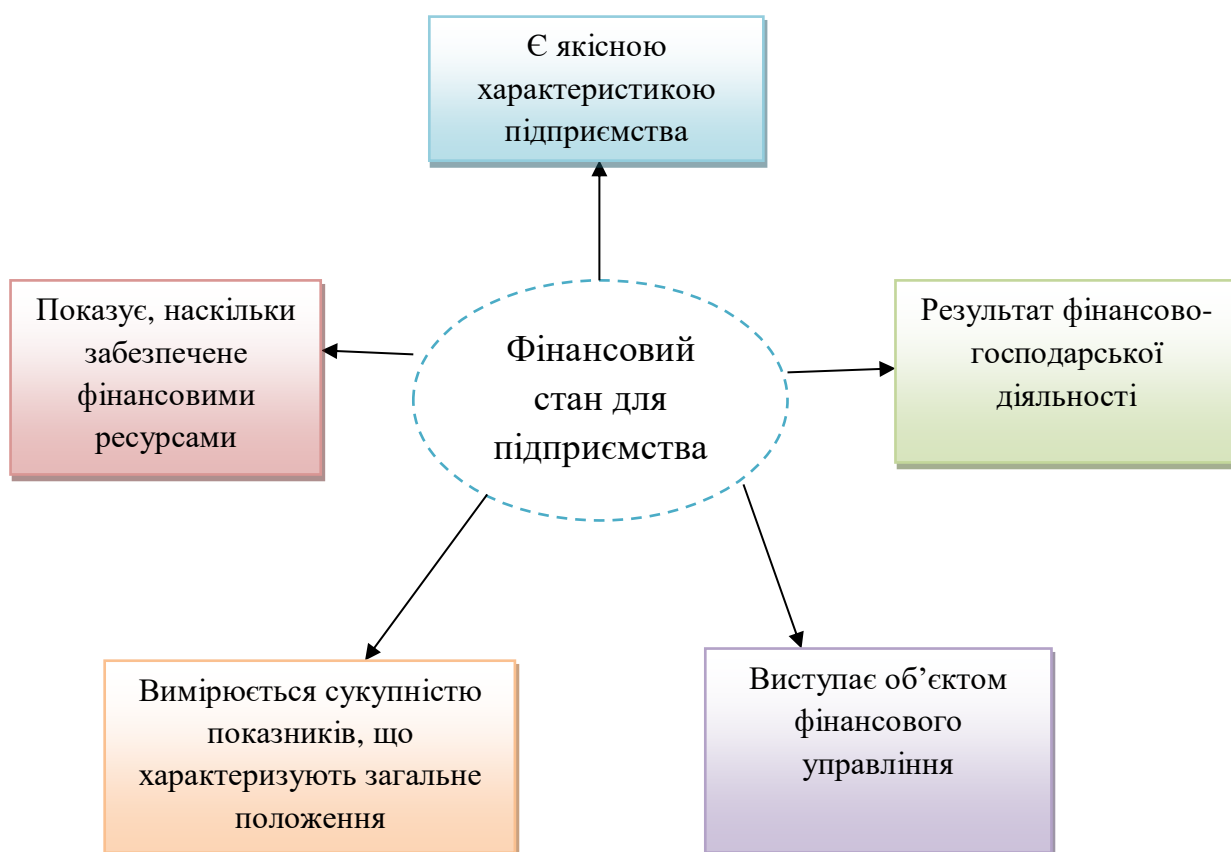 Є якісною
характеристикою
підприємства
Показує, наскільки
забезпечене
фінансовими
ресурсами
Фінансовий
стан для
підприємства
Результат фінансово-
господарської
діяльності
Вимірюється сукупністю
показників, що
характеризують загальне
положення
Виступає об’єктом
фінансового
управління